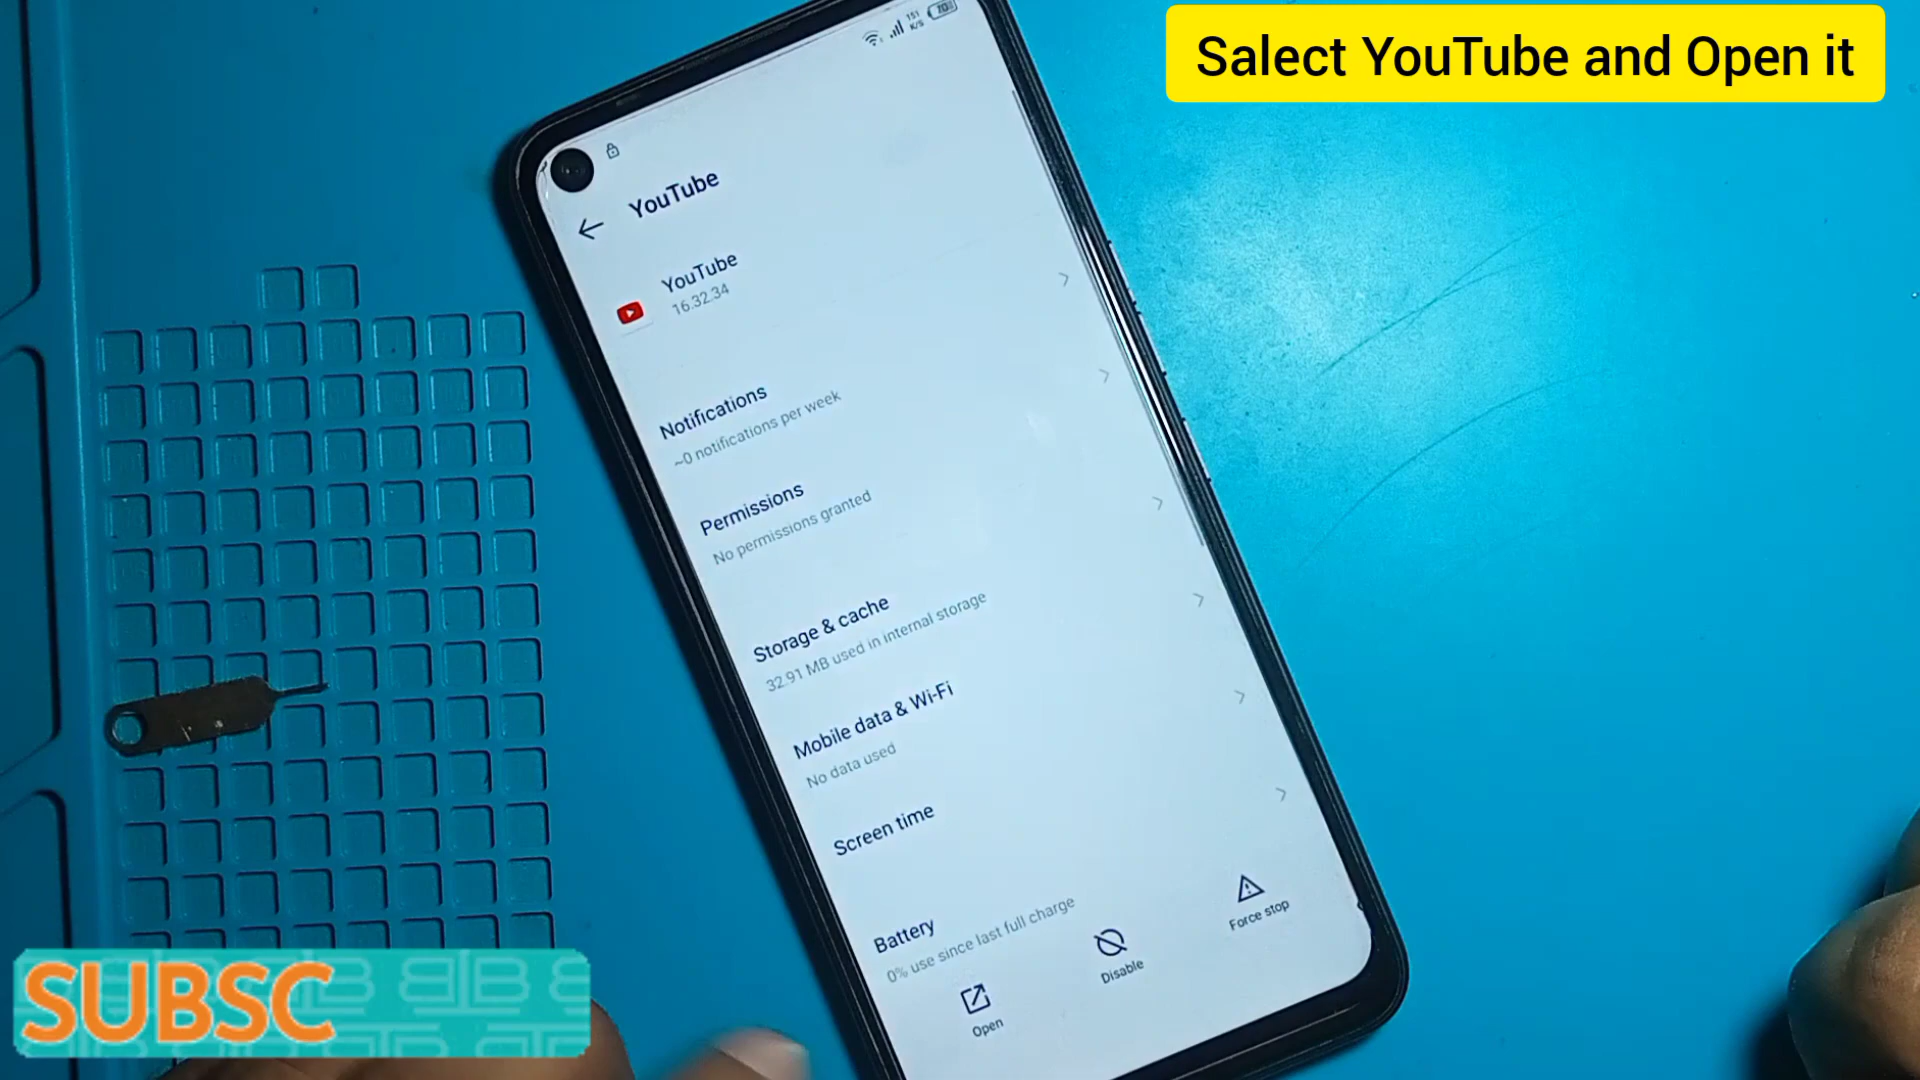 Salect YouTube and Open it
151
K/S
70
YouTube
YouTube
16.32.34
Notifications
~0 notifications per week
Permissions
No permissions granted
Storage & cache
32.91 MB used in internal storage
Mobile data & Wi-Fi
No data used
Screen time
Battery
0% use since last full charge
Open
Disable
Force stop
SUBSC